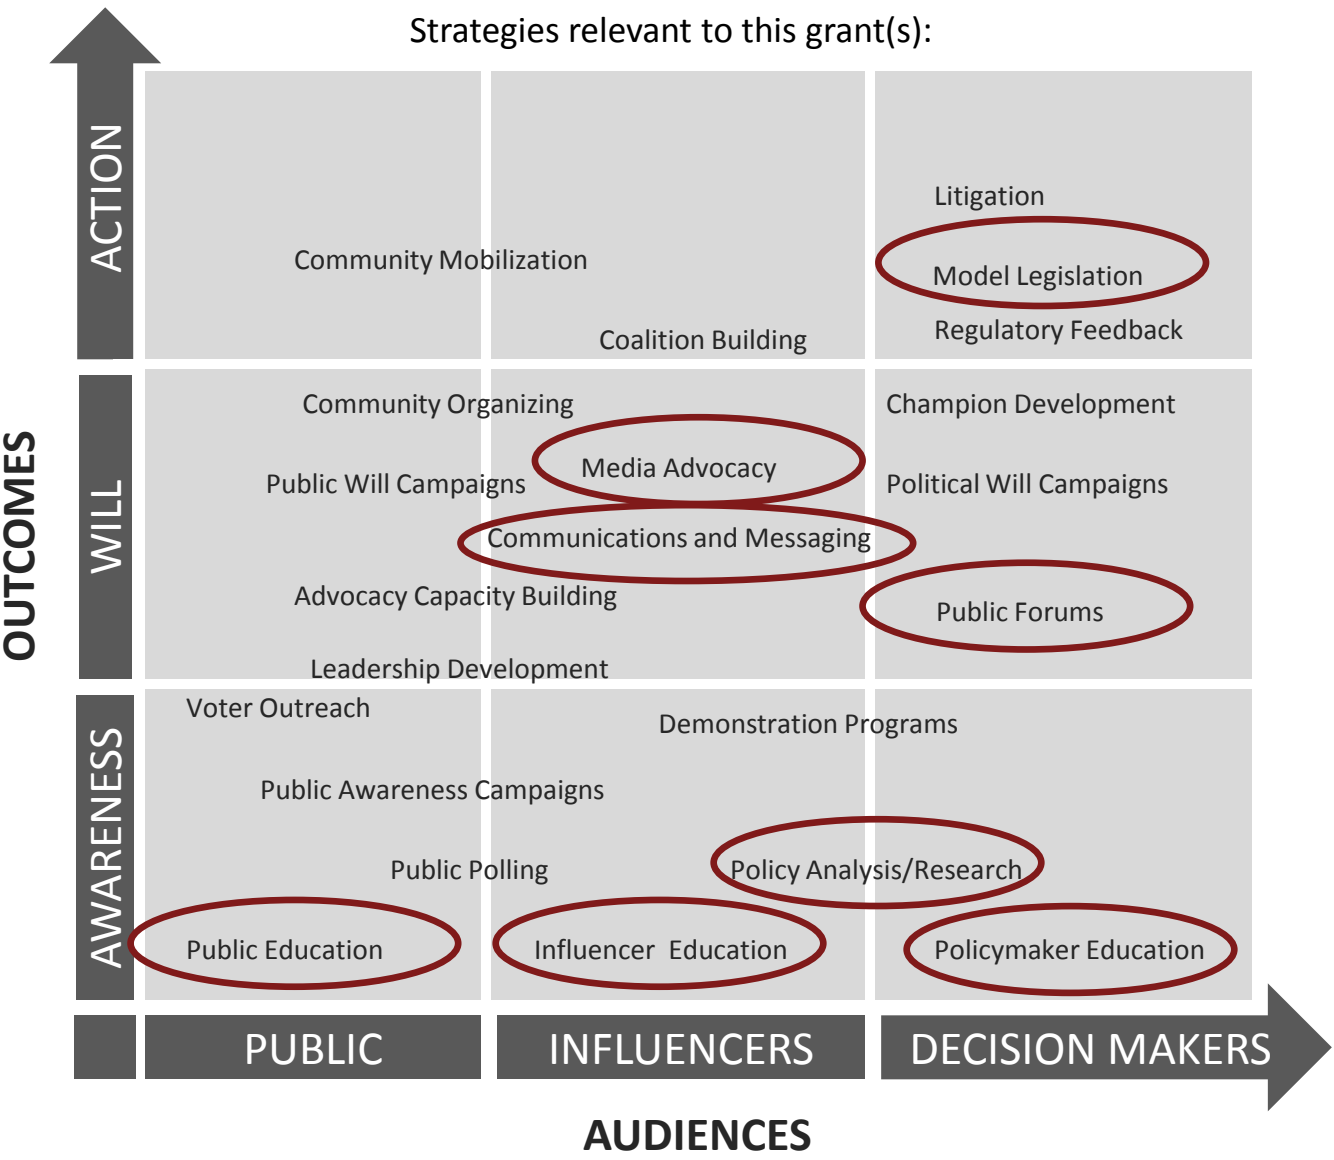 Strategies relevant to this grant(s):
ACTION
Litigation
Community Mobilization
Model Legislation
Regulatory Feedback
Coalition Building
OUTCOMES
WILL
Community Organizing
Champion Development
Media Advocacy
Public Will Campaigns
Political Will Campaigns
Communications and Messaging
Advocacy Capacity Building
Public Forums
Leadership Development
AWARENESS
Voter Outreach
Demonstration Programs
Public Awareness Campaigns
Public Polling
Policy Analysis/Research
Public Education
Influencer Education
Policymaker Education
PUBLIC
INFLUENCERS
DECISION MAKERS
AUDIENCES